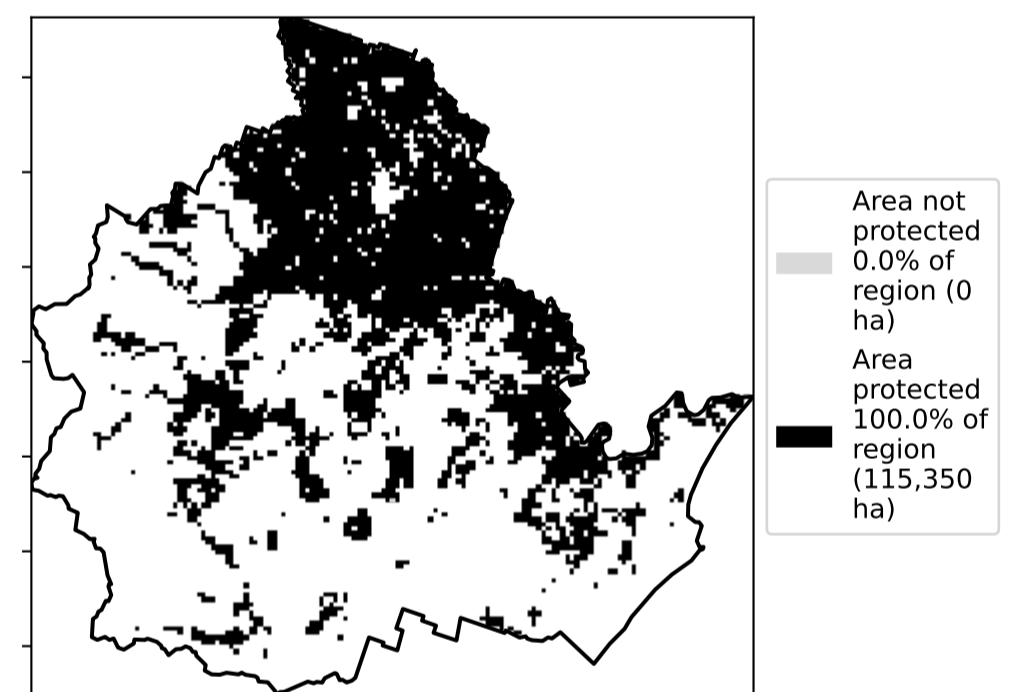 Area not
protected
0.0% of
region (0
ha)
Area
protected
100.0% of
region
(115,350
ha)